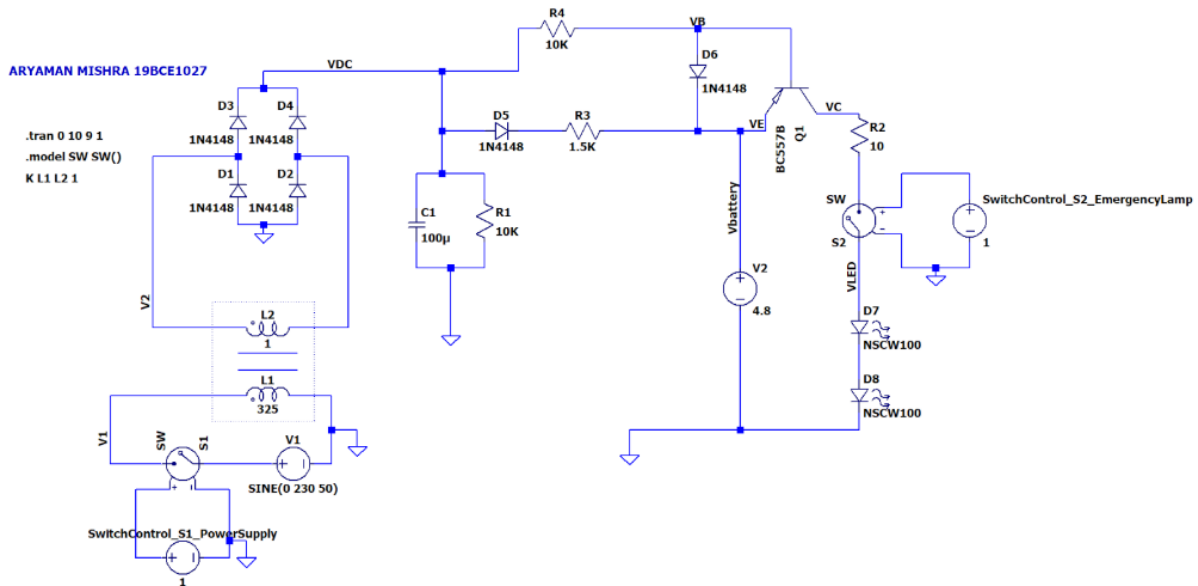 ARYAMAN MISHRA 19BCE1027
.tran 0 10 9 1
.model SW SW()
K L1 L2 1
VDC
D3
1N4148
D4
1N4148
D1
1N4148
D2
1N4148
V2
L2
1
L1
325
V1
SW
S1
V1
SINE(0 230 50)
SwitchControl_S1_PowerSupply
1
R4
10K
VB
D6
1N4148
D5
1N4148
R3
1.5K
VE
C1
100µ
R1
10K
Vbattery
V2
4.8
BC557B
Q1
VC
R2
10
SW
S2
SwitchControl_S2_EmergencyLamp
1
VLED
D7
NSCW100
D8
NSCW100